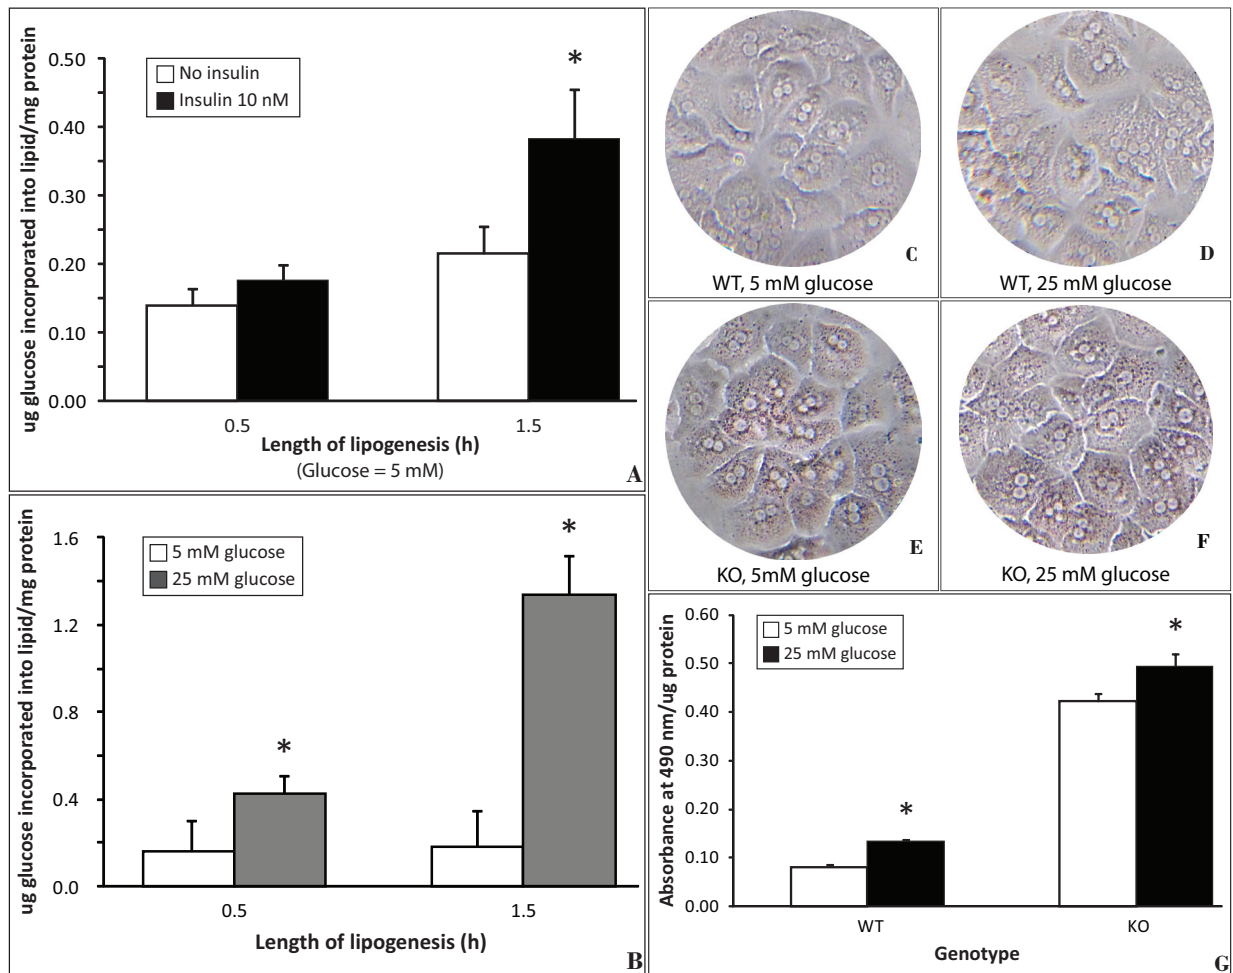 ug glucose incorporated into lipid/mg protein
0.50
0.40
0.30
0.20
0.10
0.00
No insulin
Insulin 10 nM
*
0.5
1.5
Length of lipogenesis (h)
(Glucose = 5 mM)
A
ug glucose incorporated into lipid/mg protein
1.6
1.2
0.8
0.4
0.0
5 mM glucose
25 mM glucose
*
*
0.5
1.5
Length of lipogenesis (h)
B
C
WT, 5 mM glucose
D
WT, 25 mM glucose
E
KO, 5mM glucose
F
KO, 25 mM glucose
Absorbance at 490 nm/ug protein
0.60
0.50
0.40
0.30
0.20
0.10
0.00
5 mM glucose
25 mM glucose
*
*
WT
KO
Genotype
G